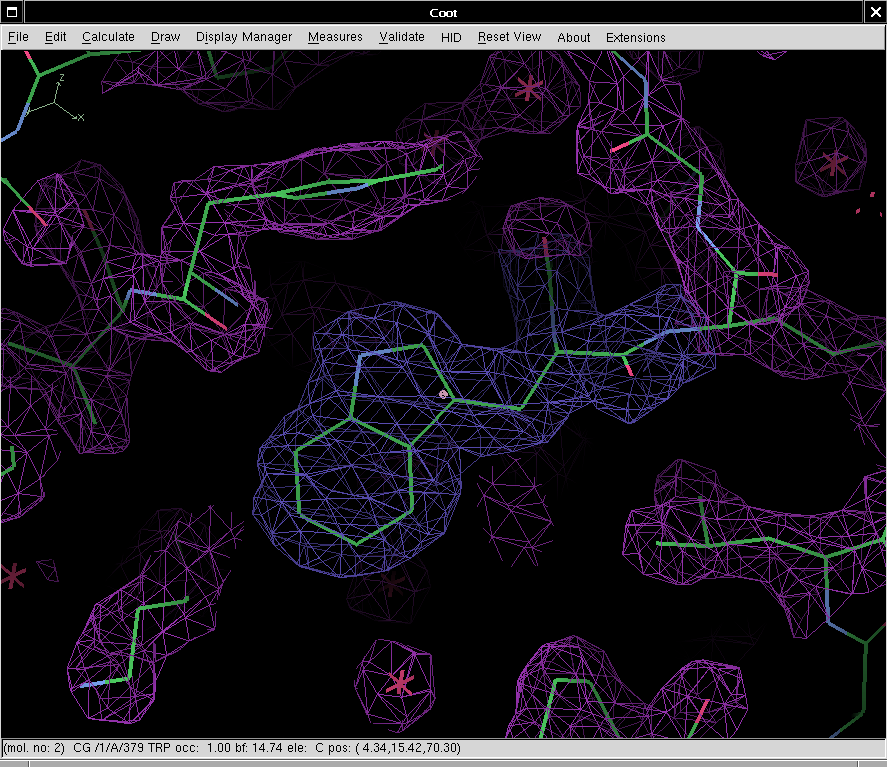 Coot
File Edit Calculate Draw Display Manager Measures Validate HID Reset View About Extensions
Z
X
(mol. no: 2) CG /1/A/379 TRP occ: 1.00 bf: 14.74 ele: C pos: ( 4.34,15.42,70.30)